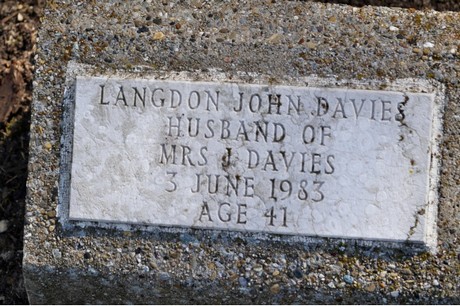 LANGDON JOHN DAVIES
HUSBAND OF
MRS J. DAVIES
3 JUNE 1983
AGE 41